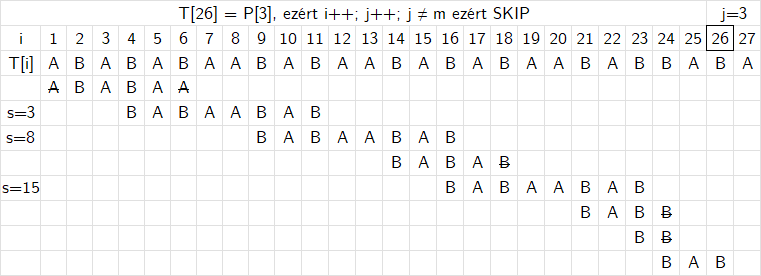 T[26] = P[3], ezért i++; j++; j ≠ m ezért SKIP j=3
i 1 2 3 4 5 6 7 8 9 10 11 12 13 14 15 16 17 18 19 20 21 22 23 24 25 26 27
T[i] A B A B A B A A B A B A A B A B A B A A B A B B A B A
A B A B A A
s=3 B A B A A B A B
s=8 B A B A A B A B
B A B A B
s=15 B A B A A B A B
B A B B
B B
B A B